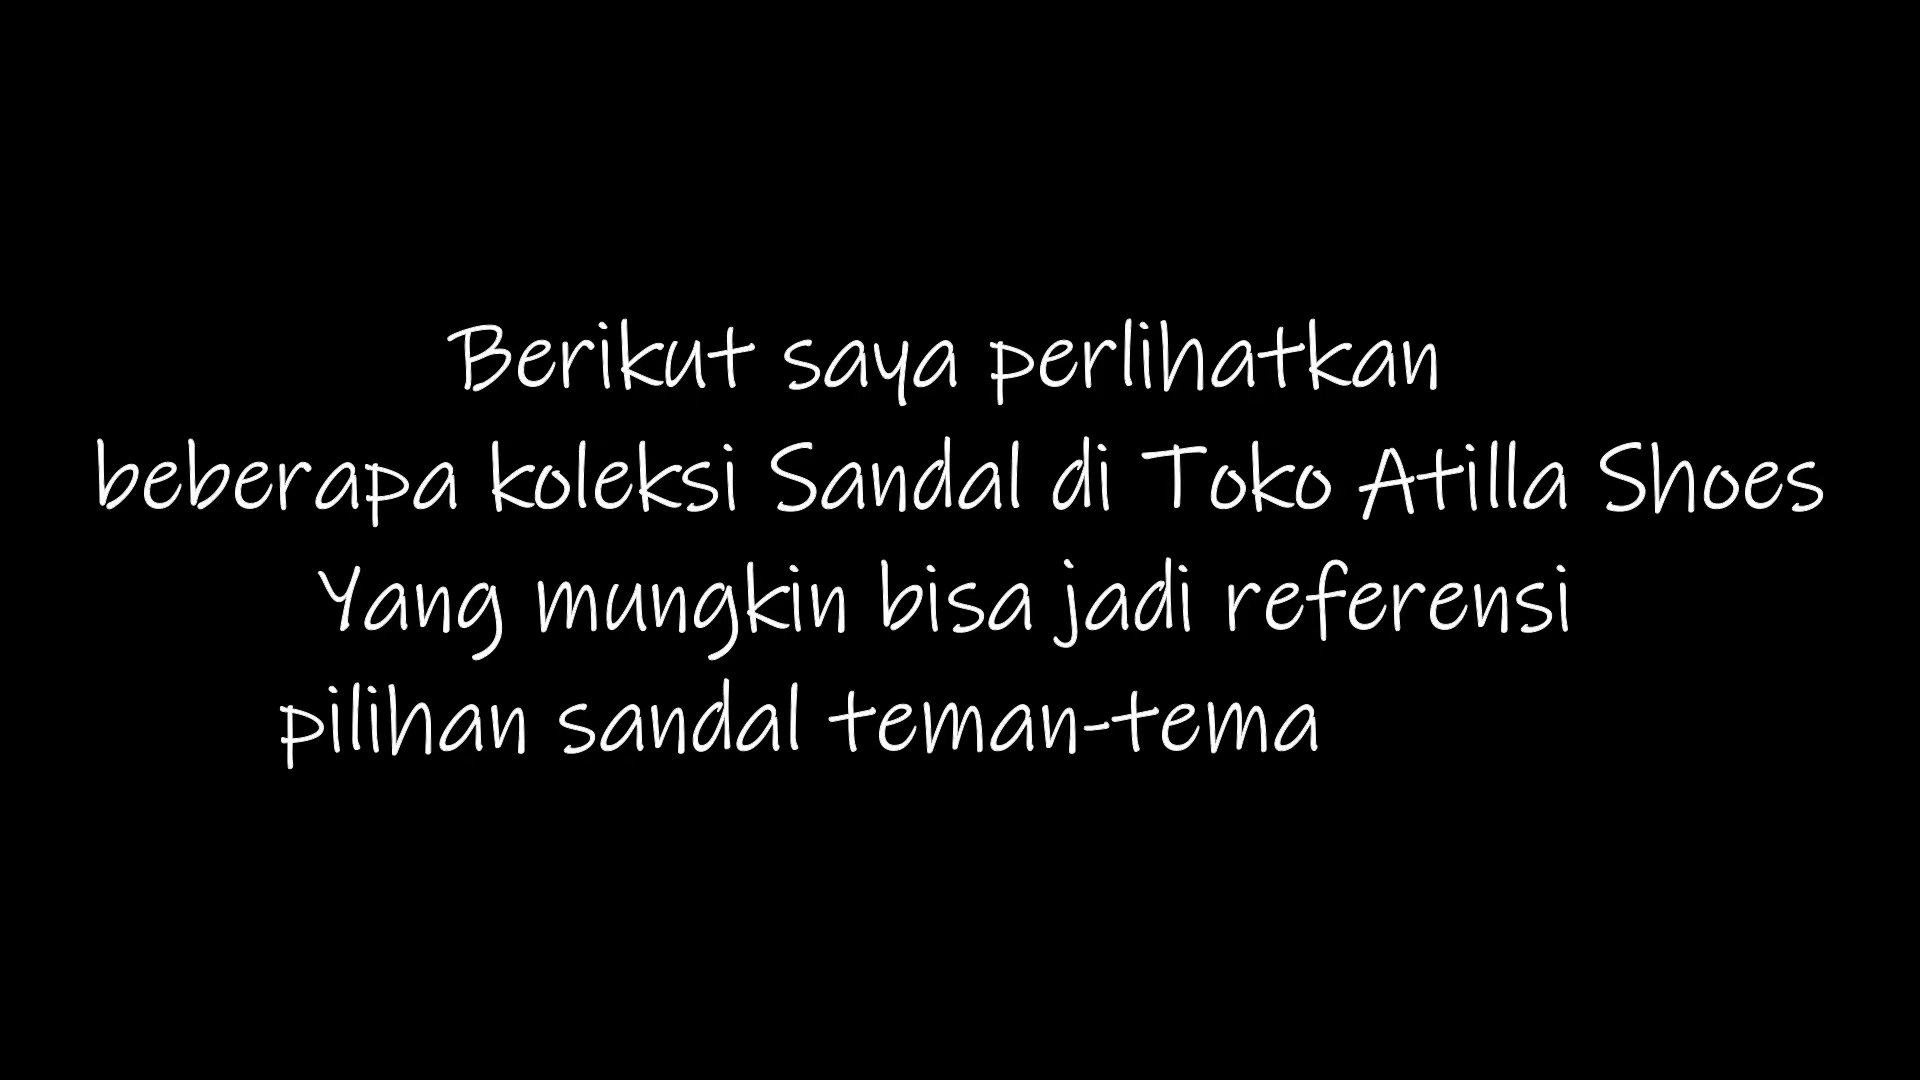 Berikut saya perlihatkan
beberapa koleksi Sandal di Toko Atilla Shoes
Yang mungkin bisa jadi referensi
pilihan sandal teman-tema